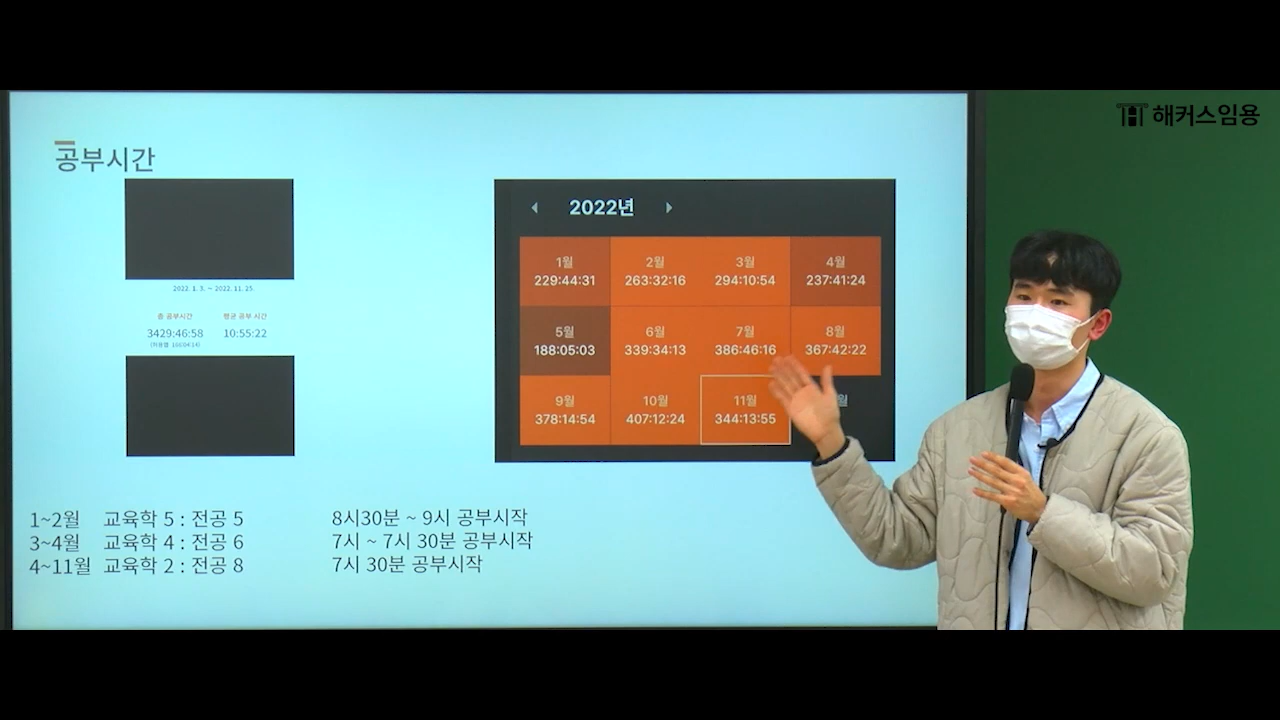 해커스임용
공부시간
2022. 1. 3. ~ 2022. 11. 25.
총 공부시간 평균 공부 시간
3429:46:58 10:55:22
2022년
1월 2월 3월 4월
229:44:31 263:32:16 294:10:54 237:41:24
5월 6월 7월 8월
188:05:03 339:34:13 386:46:16 367:42:22
9월 10월 11월 월
378:14:54 407:12:24 344:13:55
1~2월 교육학 5 : 전공 5 8시30분 ~ 9시 공부시작
3~4월 교육학 4 : 전공 6 7시 ~ 7시 30분 공부시작
4~11월 교육학 2 : 전공 8 7시 30분 공부시작